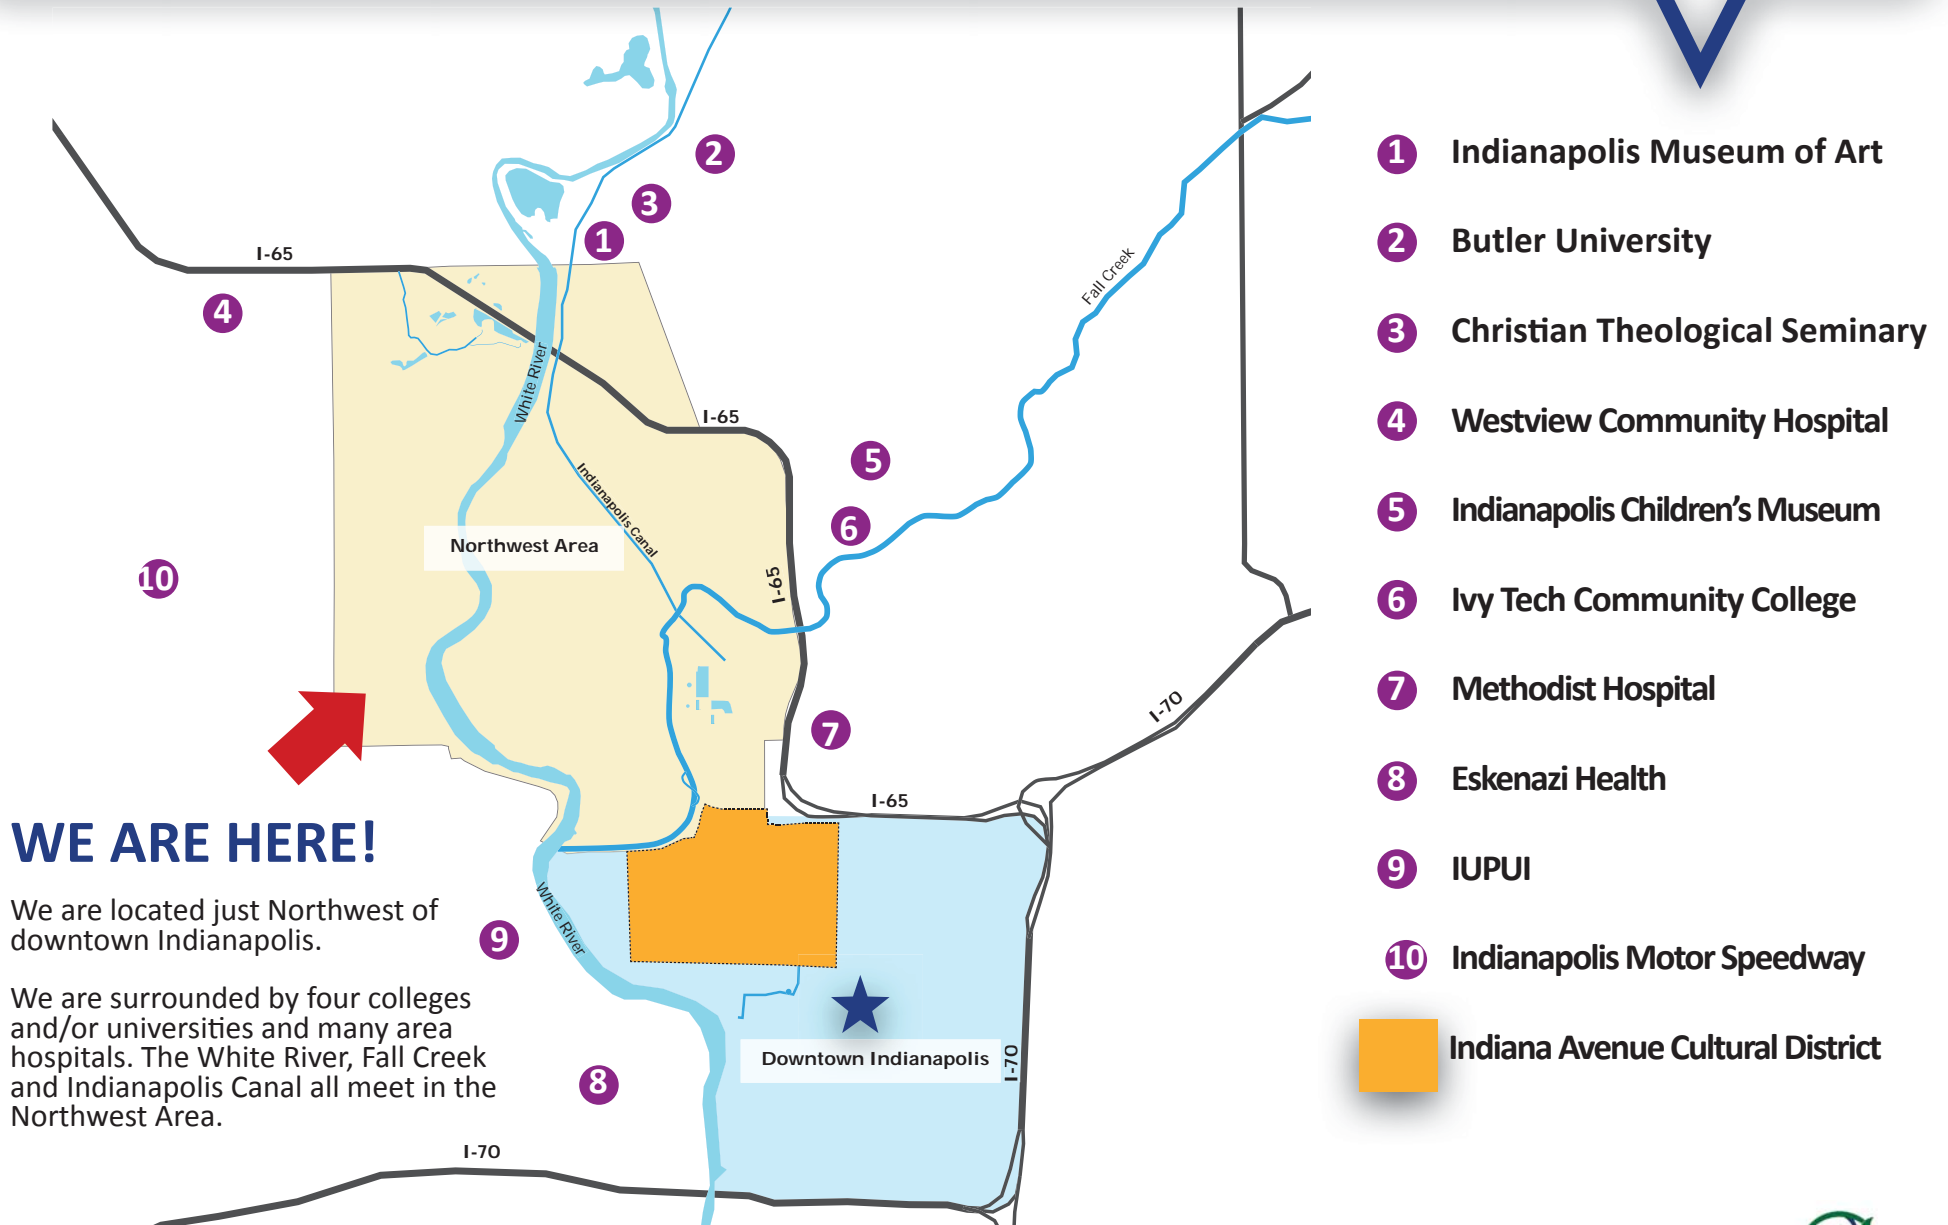 I-65
White River
I-65
Indianapolis Canal
Northwest Area
I-65
Fall Creek
I-70
I-65
White River
Downtown Indianapolis
I-70
I-70
1
2
3
4
5
6
7
8
9
10
WE ARE HERE!
We are located just Northwest of
downtown Indianapolis.
We are surrounded by four colleges
and/or universities and many area
hospitals. The White River, Fall Creek
and Indianapolis Canal all meet in the
Northwest Area.
1 Indianapolis Museum of Art
2 Butler University
3 Christian Theological Seminary
4 Westview Community Hospital
5 Indianapolis Children's Museum
6 Ivy Tech Community College
7 Methodist Hospital
8 Eskenazi Health
9 IUPUI
10 Indianapolis Motor Speedway
Indiana Avenue Cultural District